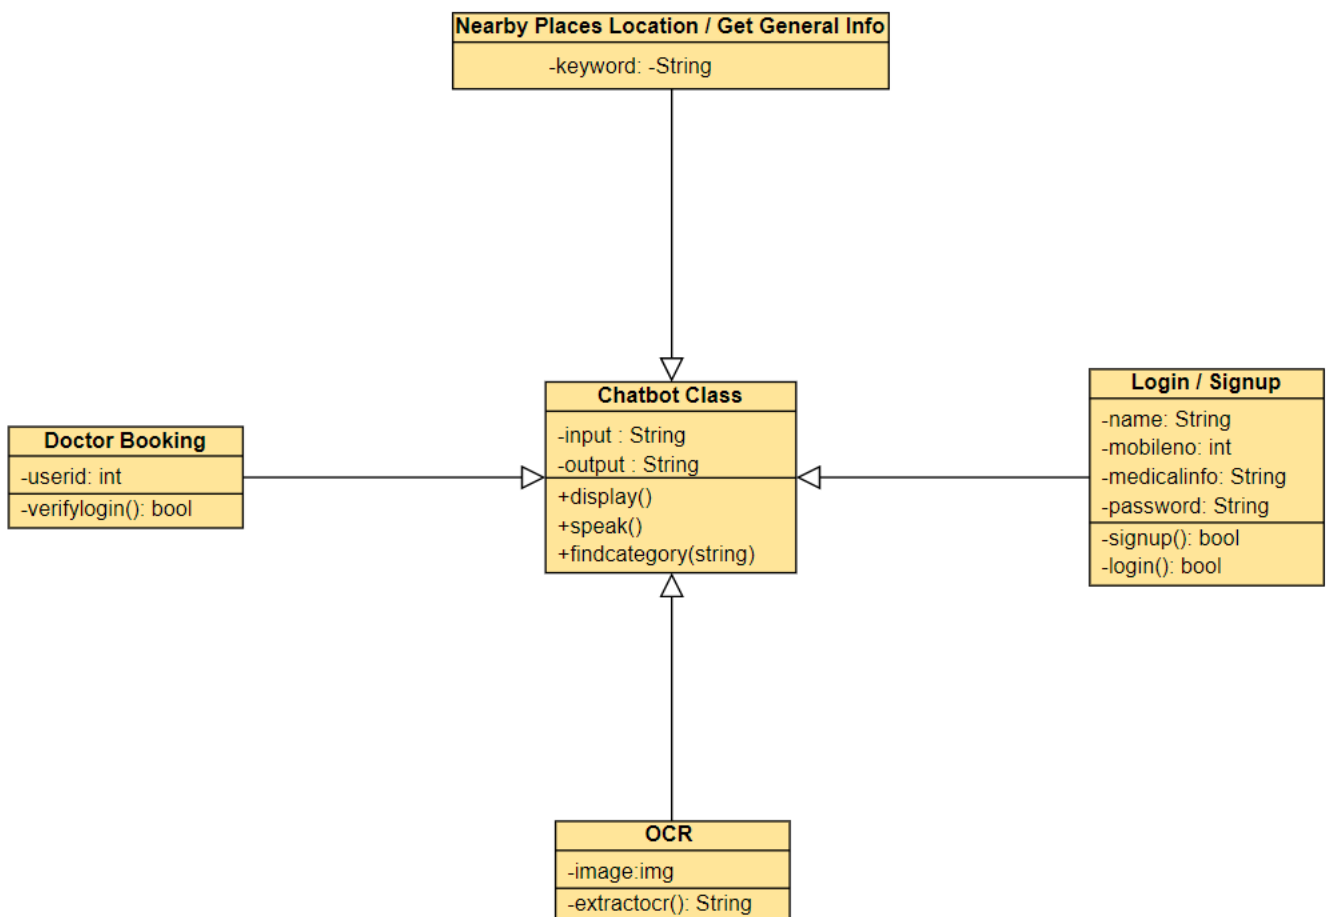 Nearby Places Location / Get General Info
-keyword: -String
Chatbot Class
-input : String
-output : String
+display()
+speak()
+findcategory(string)
Doctor Booking
-userid: int
-verifylogin(): bool
Login / Signup
-name: String
-mobileno: int
-medicalinfo: String
-password: String
-signup(): bool
-login(): bool
OCR
-image:img
-extractocr(): String